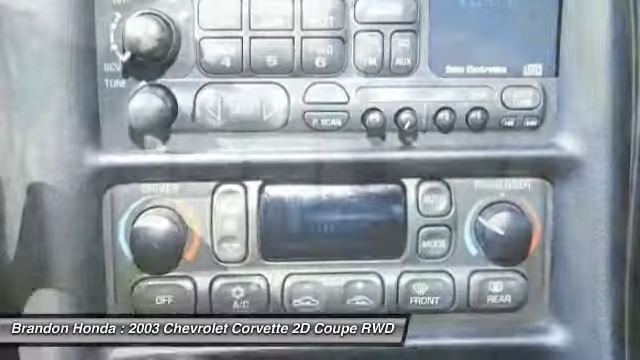 4 5 6
AUX
Delco Electronics
TUNE
P. SCAN
DRIVER PASSENGER
AUTO
MODE
OFF A/C FRONT REAR
Brandon Honda : 2003 Chevrolet Corvette 2D Coupe RWD